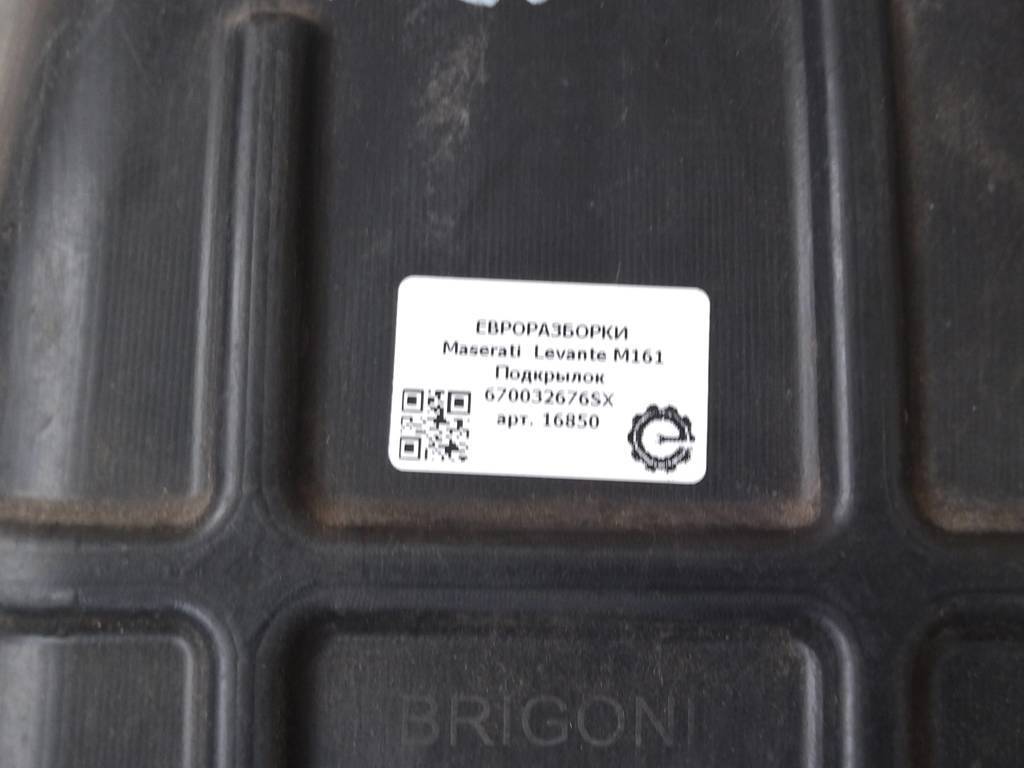 ЕВРОРАЗБОРКИ
Maserati Levante M161
Подкрылок
670032676SX
арт. 16850
BRIGONI